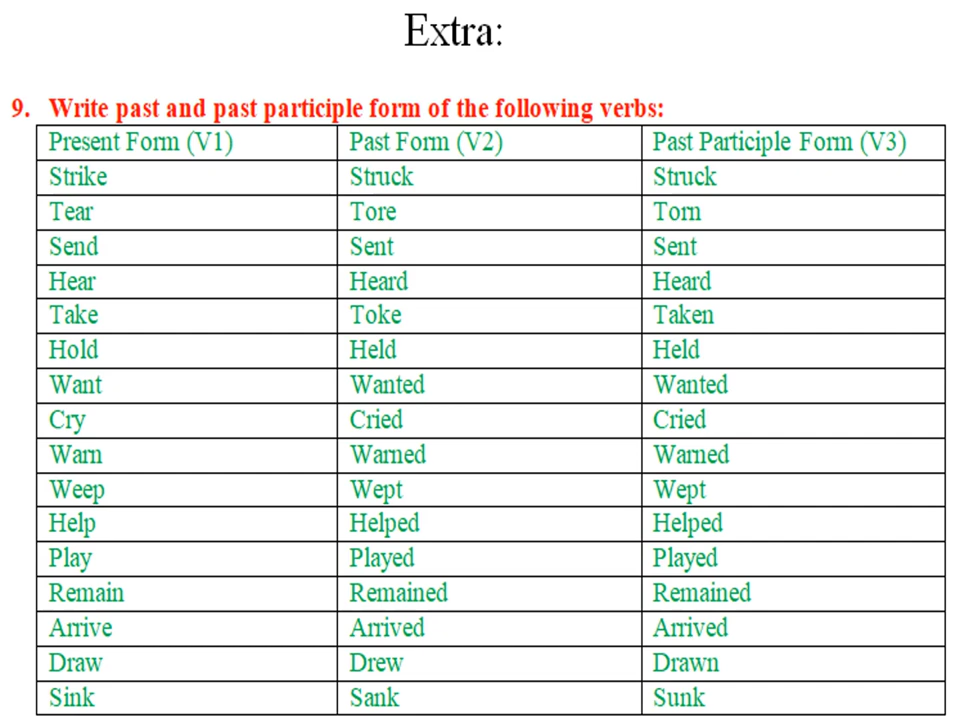 Extra:
9. Write past and past participle form of the following verbs:
Present Form (V1) Past Form (V2) Past Participle Form (V3)
Strike Struck Struck
Tear Tore Torn
Send Sent Sent
Hear Heard Heard
Take Toke Taken
Hold Held Held
Want Wanted Wanted
Cry Cried Cried
Warn Warned Warned
Weep Wept Wept
Help Helped Helped
Play Played Played
Remain Remained Remained
Arrive Arrived Arrived
Draw Drew Drawn
Sink Sank Sunk